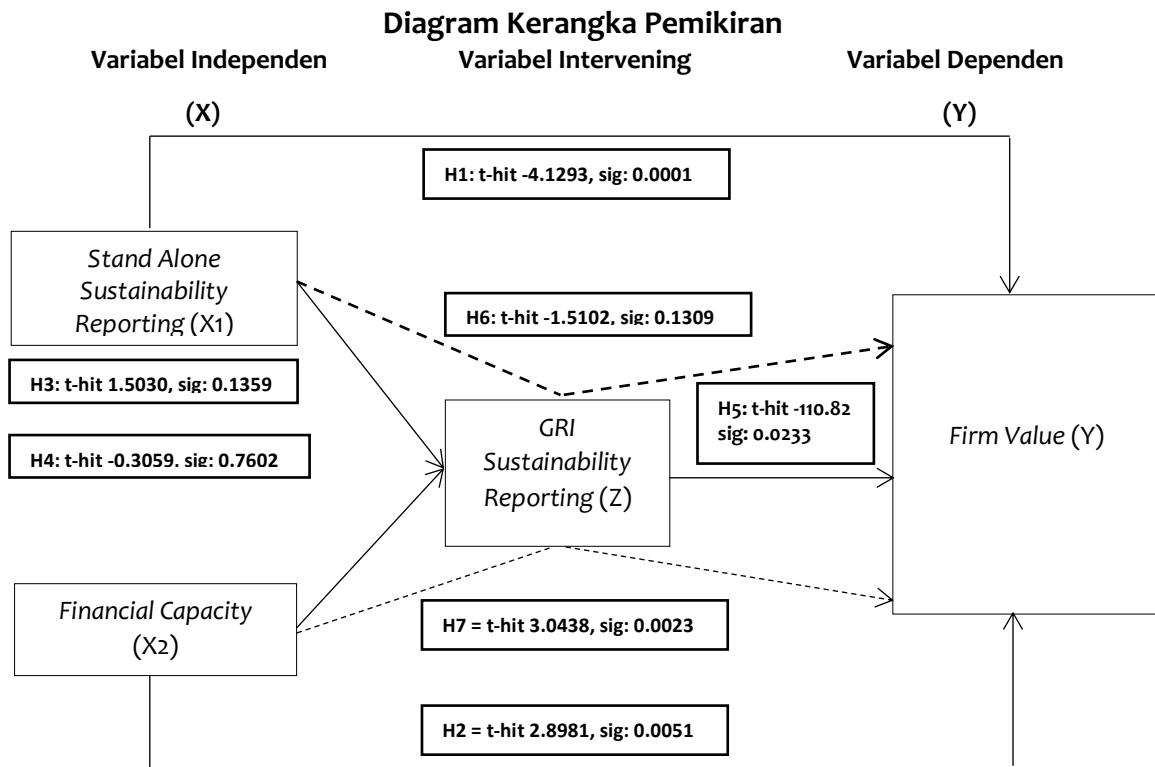 Diagram Kerangka Pemikiran
Variabel Independen Variabel Intervening Variabel Dependen
(X) (Y)
H1: t-hit -4.1293, sig: 0.0001
Stand Alone
Sustainability
Reporting (X1)
H6: t-hit -1.5102, sig: 0.1309
H3: t-hit 1.5030, sig: 0.1359
H5: t-hit -110.82
sig: 0.0233
GRI
Sustainability
Reporting (Z)
Firm Value (Y)
H4: t-hit -0.3059, sig: 0.7602
Financial Capacity
(X2)
H7 = t-hit 3.0438, sig: 0.0023
H2 = t-hit 2.8981, sig: 0.0051